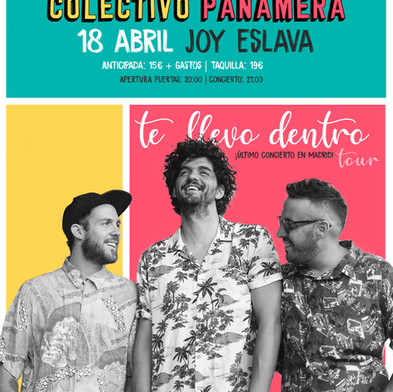 COLECTIVO PANAMERA
18 ABRIL JOY ESLAVA
ANTICIPADA: 15€ + GASTOS | TAQUILLA: 19€
APERTURA PUERTAS: 20:00 | CONCIERTO: 21:00
te llevo dentro
¡ÚLTIMO CONCIERTO EN MADRID! tour